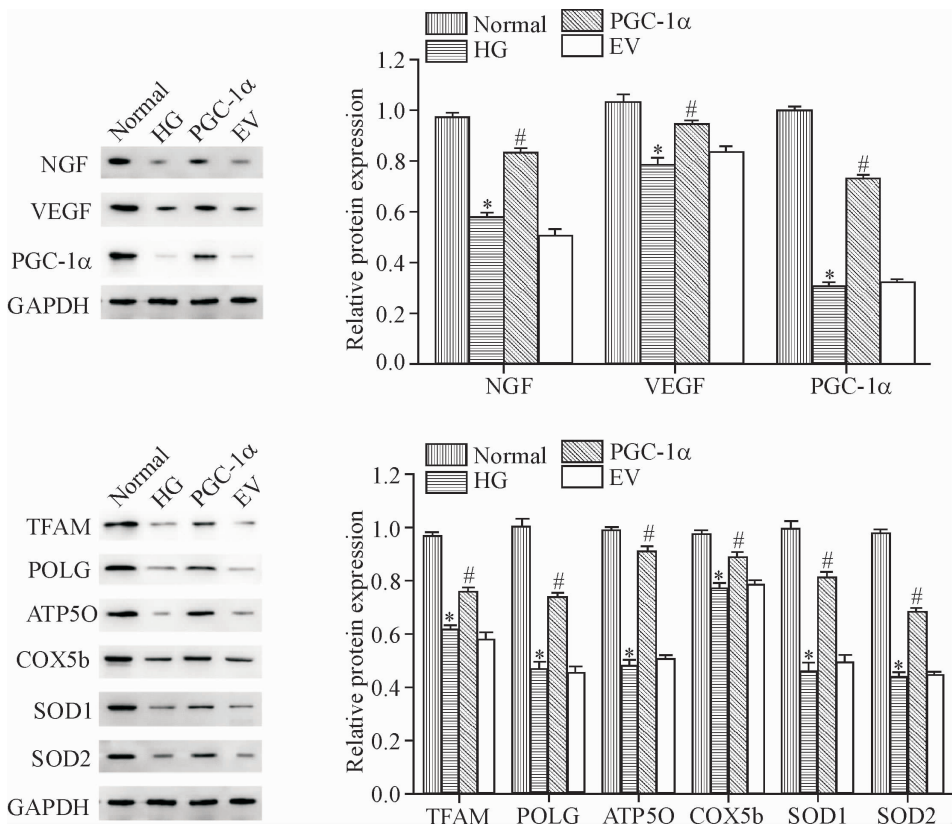 Normal
HG
PGC-1α
EV
NGF
VEGF
PGC-1α
GAPDH
Normal
HG
PGC-1α
EV
Relative protein expression
1.2
1.0
0.8
0.6
0.4
0.2
0.0
#
*
#
*
#
*
NGF
VEGF
PGC-1α
Normal
HG
PGC-1α
EV
TFAM
POLG
ATP5O
COX5b
SOD1
SOD2
GAPDH
Normal
HG
PGC-1α
EV
Relative protein expression
1.2
1.0
0.8
0.6
0.4
0.2
0.0
*
#
*
#
*
#
*
#
*
#
*
#
TFAM
POLG
ATP5O
COX5b
SOD1
SOD2